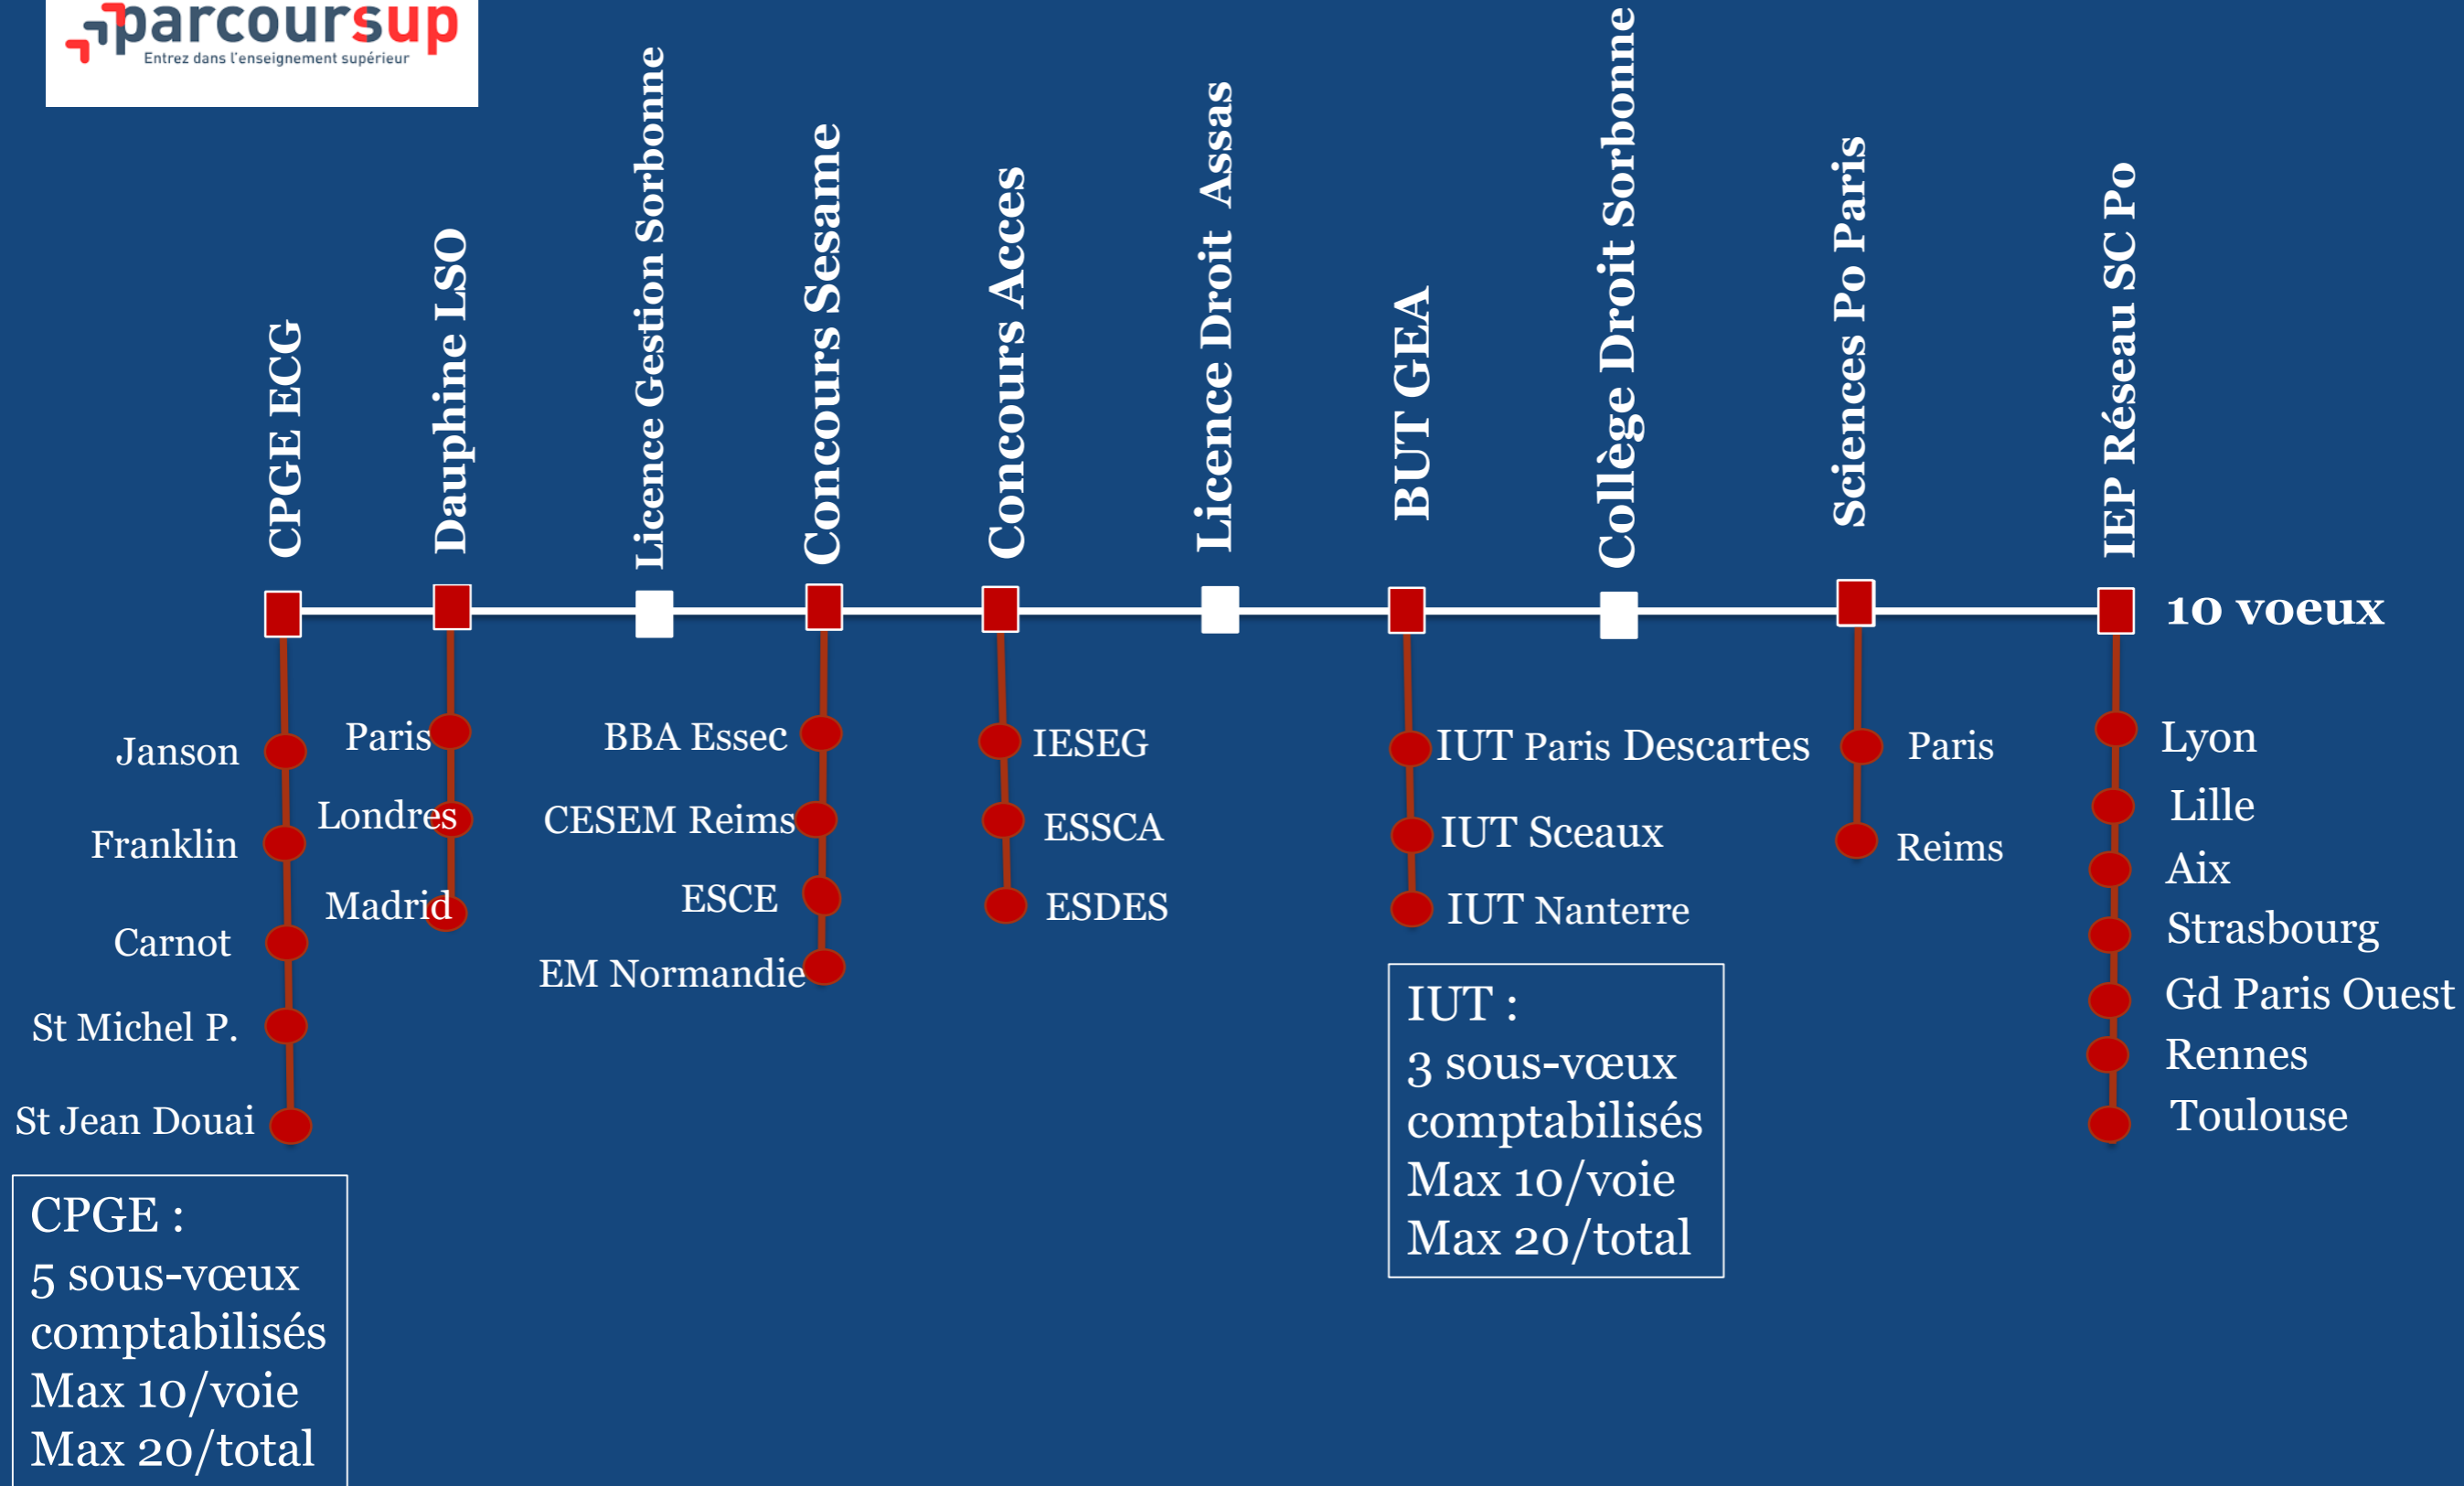 parcoursup
Entrez dans l'enseignement supérieur
CPGE ECG
Dauphine LSO
Licence Gestion Sorbonne
Concours Sesame
Concours Acces
Licence Droit Assas
BUT GEA
Collège Droit Sorbonne
Sciences Po Paris
IEP Réseau SC Po
10 voeux
Janson
Franklin
Carnot
St Michel P.
St Jean Douai
CPGE :
5 sous-vœux
comptabilisés
Max 10/voie
Max 20/total
Paris
Londres
Madrid
BBA Essec
CESEM Reims
ESCE
EM Normandie
IESEG
ESSCA
ESDES
IUT Paris Descartes
IUT Sceaux
IUT Nanterre
IUT :
3 sous-vœux
comptabilisés
Max 10/voie
Max 20/total
Paris
Reims
Lyon
Lille
Aix
Strasbourg
Gd Paris Ouest
Rennes
Toulouse